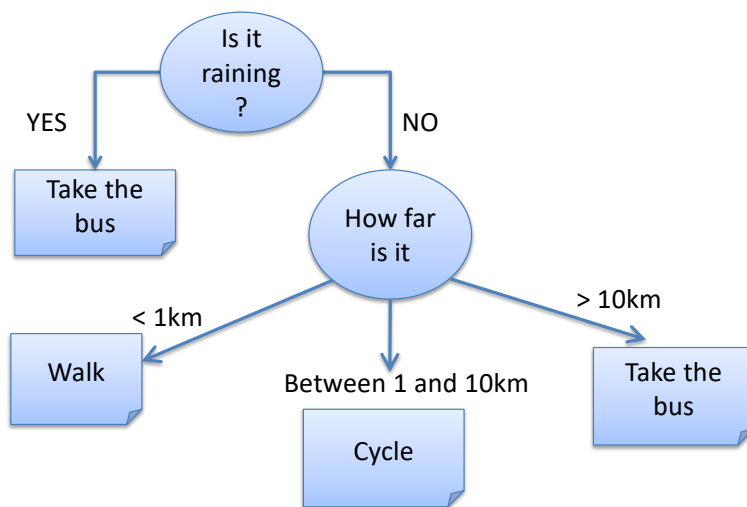 Is it
raining
?
YES
NO
Take the
bus
How far
is it
< 1km
> 10km
Walk
Between 1 and 10km
Take the
bus
Cycle